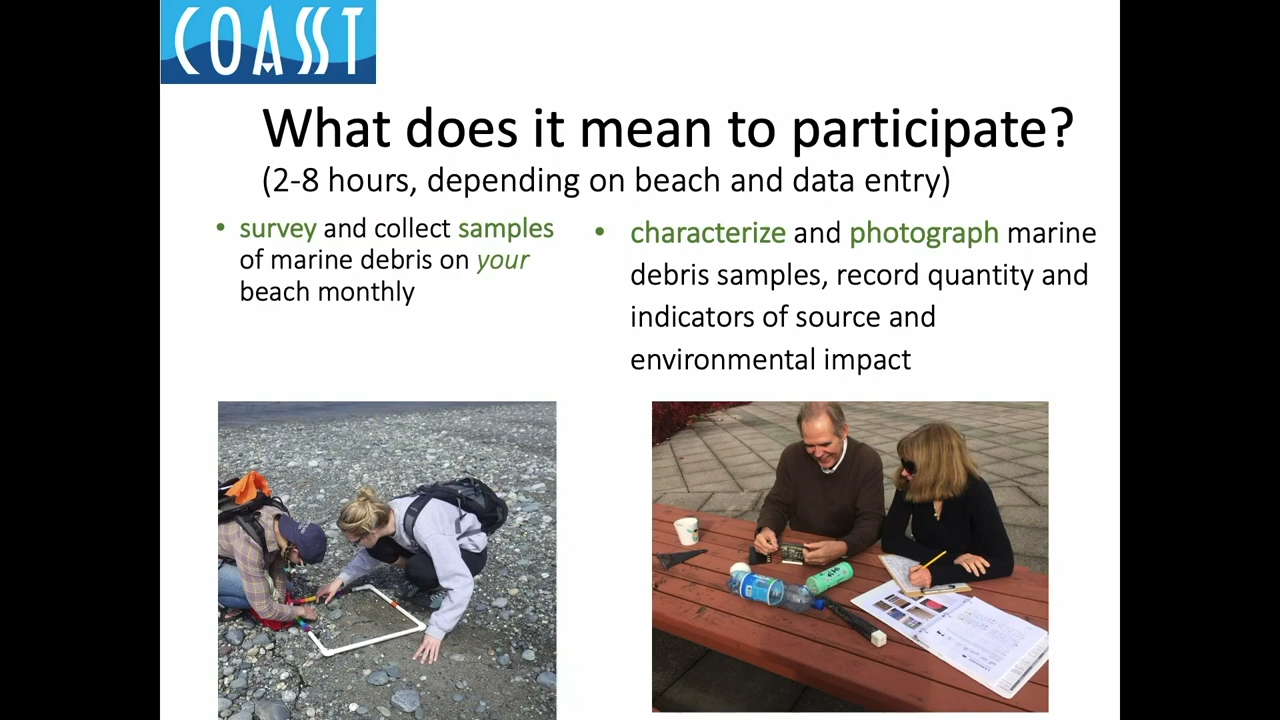 COASST
What does it mean to participate?
(2-8 hours, depending on beach and data entry)
• survey and collect samples
of marine debris on your
beach monthly
• characterize and photograph marine
debris samples, record quantity and
indicators of source and
environmental impact